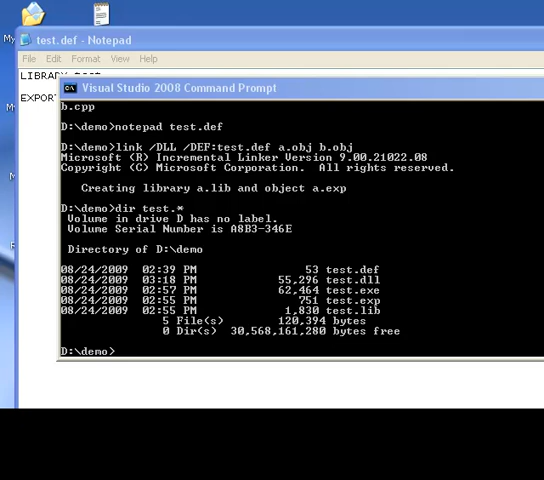 test.def - Notepad
File Edit Format View Help
LIBRARY test
EXPORT
Visual Studio 2008 Command Prompt
b.cpp
D:\demo>notepad test.def
D:\demo>link /DLL /DEF:test.def a.obj b.obj
Microsoft (R) Incremental Linker Version 9.00.21022.08
Copyright (C) Microsoft Corporation. All rights reserved.
Creating library a.lib and object a.exp
D:\demo>dir test.*
Volume in drive D has no label.
Volume Serial Number is A8B3-346E
Directory of D:\demo
08/24/2009 02:39 PM 53 test.def
08/24/2009 03:18 PM 55,296 test.dll
08/24/2009 02:57 PM 62,464 test.exe
08/24/2009 02:55 PM 751 test.exp
08/24/2009 02:55 PM 1,830 test.lib
5 File(s) 120,394 bytes
0 Dir(s) 30,568,161,280 bytes free
D:\demo>